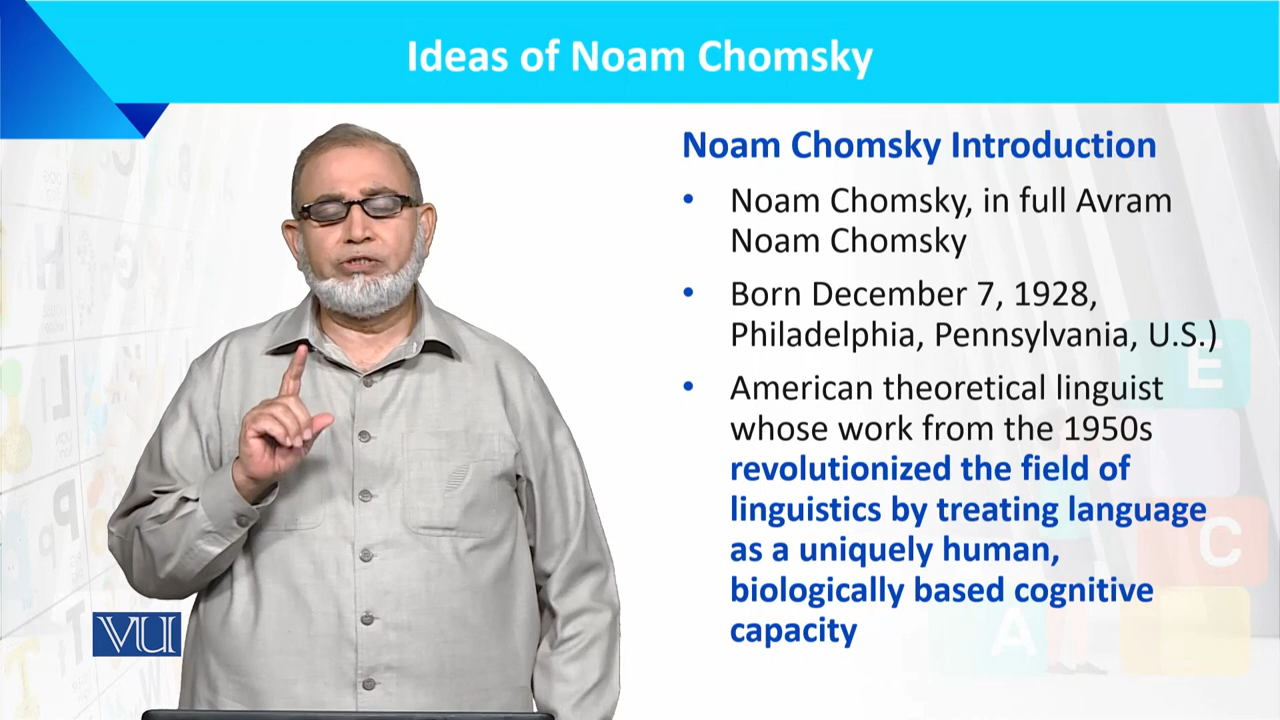 Ideas of Noam Chomsky
Noam Chomsky Introduction
• Noam Chomsky, in full Avram
Noam Chomsky
• Born December 7, 1928,
Philadelphia, Pennsylvania, U.S.)
• American theoretical linguist
whose work from the 1950s
revolutionized the field of
linguistics by treating language
as a uniquely human,
biologically based cognitive
capacity
VU
E
C
A